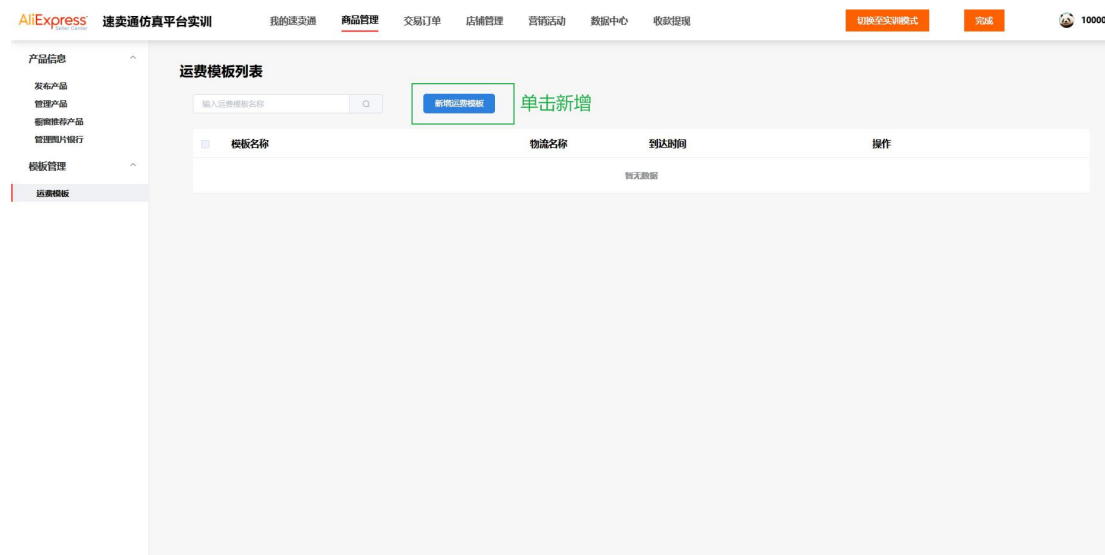 AliExpress 速卖通仿真平台实训 我的速卖通 商品管理 交易订单 店铺管理 营销活动 数据中心 收款提现 切换至实训模式 完成 10000
Seller Center
产品信息
发布产品
管理产品
橱窗推荐产品
管理图片银行
模板管理
运费模板
运费模板列表
输入运费模板名称 新增运费模板 单击新增
模板名称 物流名称 到达时间 操作
暂无数据